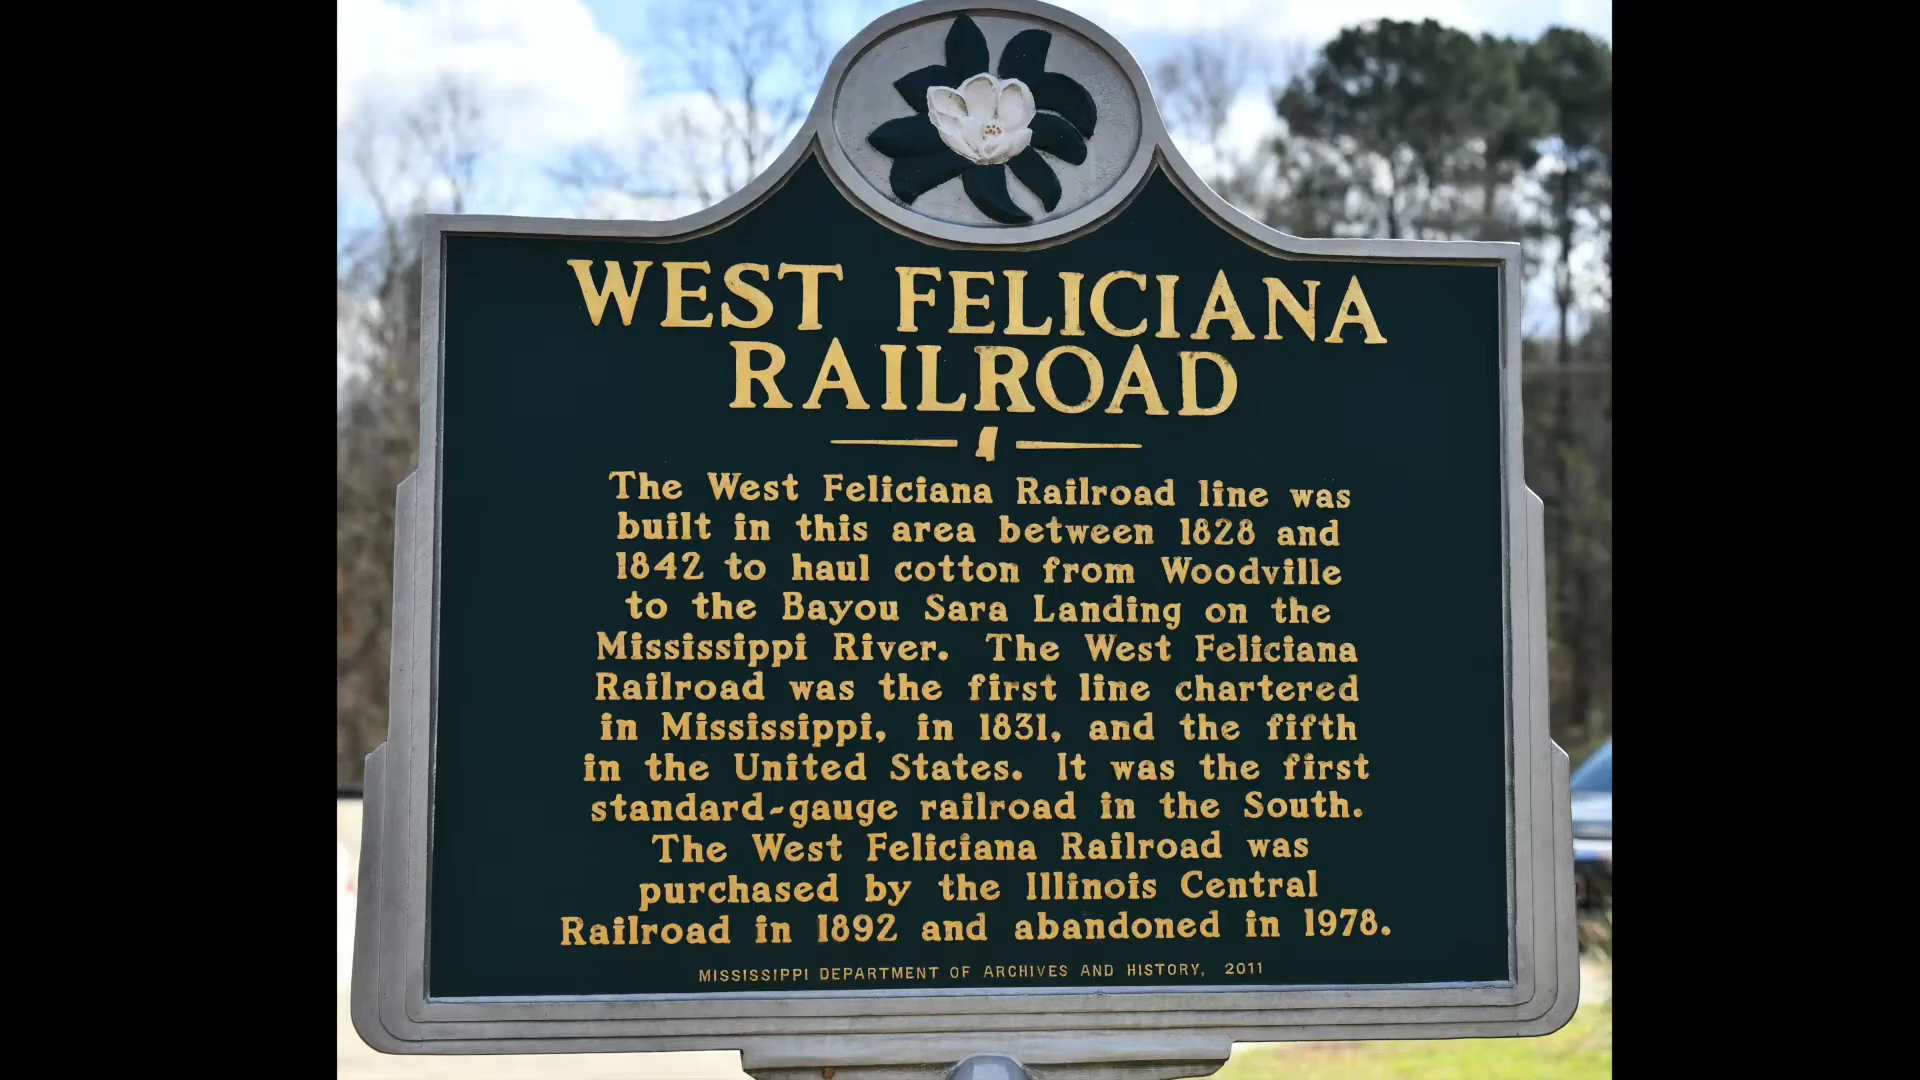 WEST FELICIANA
RAILROAD
The West Feliciana Railroad line was
built in this area between 1828 and
1842 to haul cotton from Woodville
to the Bayou Sara Landing on the
Mississippi River. The West Feliciana
Railroad was the first line chartered
in Mississippi, in 1831, and the fifth
in the United States. It was the first
standard-gauge railroad in the South.
The West Feliciana Railroad was
purchased by the Illinois Central
Railroad in 1892 and abandoned in 1978.
MISSISSIPPI DEPARTMENT OF ARCHIVES AND HISTORY, 2011